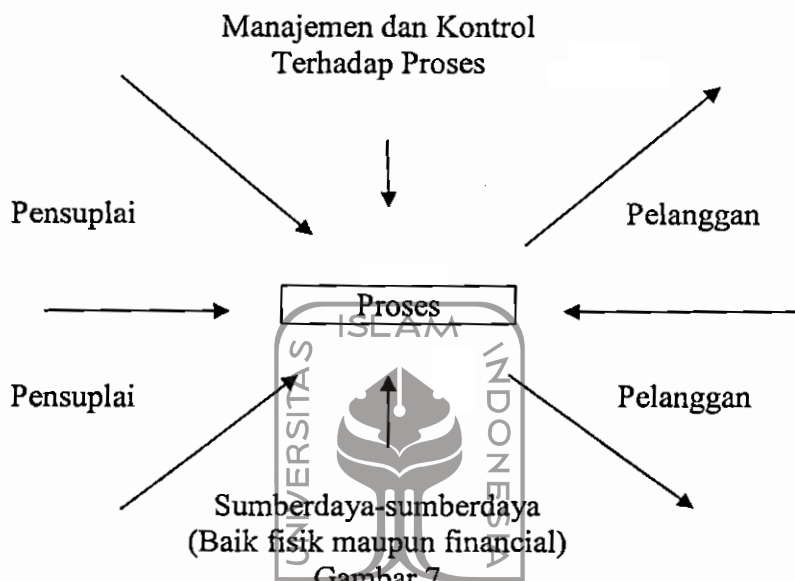 Manajemen dan Kontrol
Terhadap Proses
Pensuplai
Pelanggan
Proses
ISLAM
UNIVERSITAS
INDONESIA
Pensuplai
Pelanggan
Sumberdaya-sumberdaya
(Baik fisik maupun financial)
Gambar 7